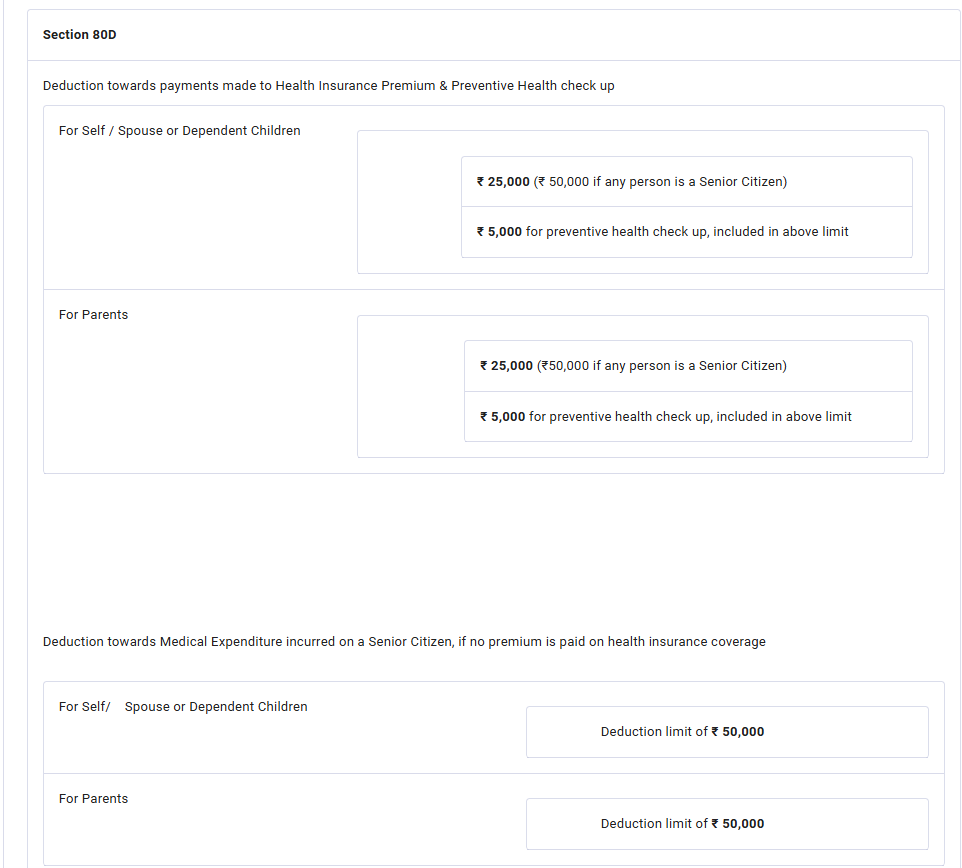 Section 80D
Deduction towards payments made to Health Insurance Premium & Preventive Health check up
For Self / Spouse or Dependent Children
₹ 25,000 (₹ 50,000 if any person is a Senior Citizen)
₹ 5,000 for preventive health check up, included in above limit
For Parents
₹ 25,000 (₹50,000 if any person is a Senior Citizen)
₹ 5,000 for preventive health check up, included in above limit
Deduction towards Medical Expenditure incurred on a Senior Citizen, if no premium is paid on health insurance coverage
For Self/ Spouse or Dependent Children
Deduction limit of ₹ 50,000
For Parents
Deduction limit of ₹ 50,000